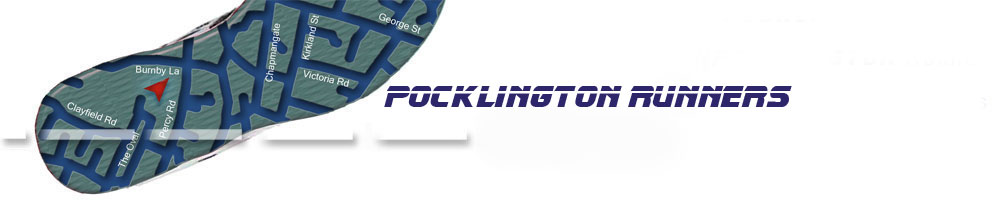 George St
Kirkland St
Chapmangate
Victoria Rd
Burnby La
Clayfield Rd
Percy Rd
The Oval
POCKLINGTON RUNNERS